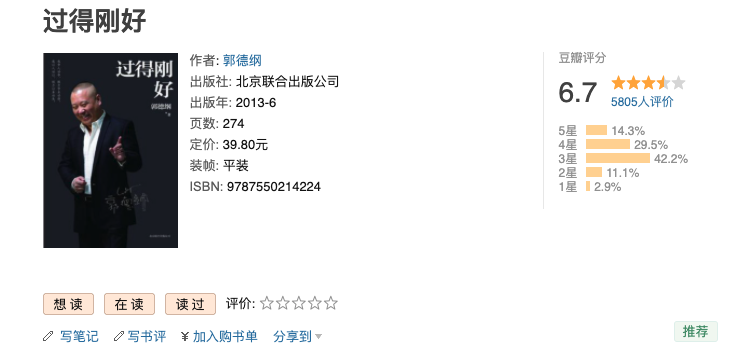 过得刚好
过得刚
好
郭德纲
作者: 郭德纲
出版社: 北京联合出版公司
出版年: 2013-6
页数: 274
定价: 39.80元
装帧: 平装
ISBN: 9787550214224
豆瓣评分
6.7
5805人评价
5星 14.3%
4星 29.5%
3星 42.2%
2星 11.1%
1星 2.9%
想读 在读 读过 评价:
写笔记 写书评 ¥ 加入购书单 分享到
推荐